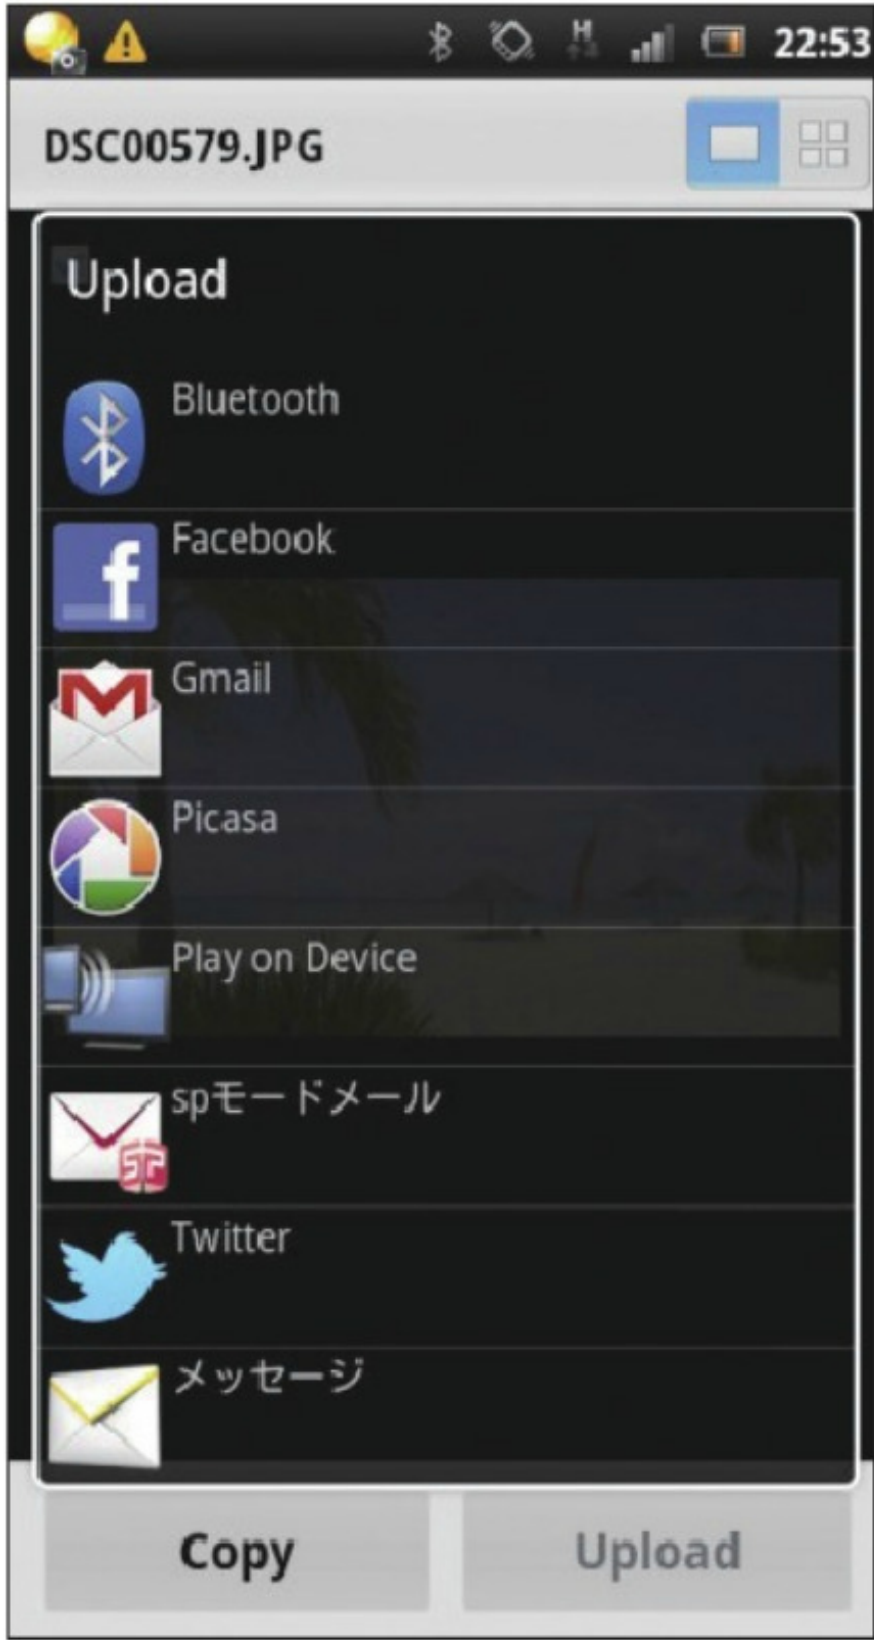 H
22:53
DSC00579.JPG
Upload
Bluetooth
Facebook
Gmail
Picasa
Play on Device
spモードメール
Twitter
メッセージ
Copy
Upload